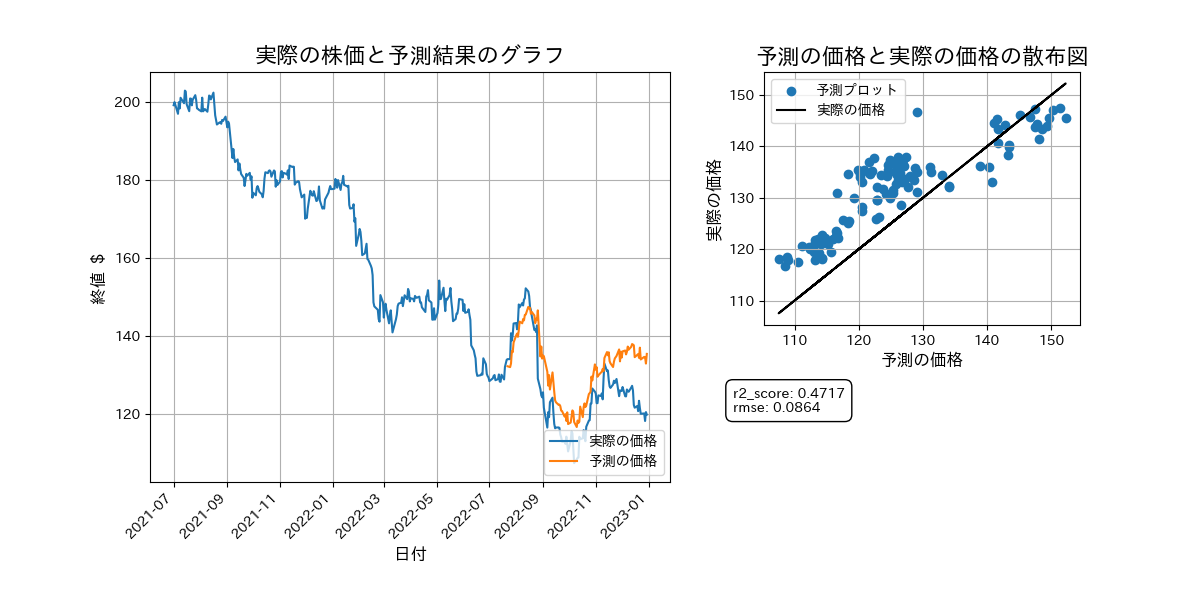 実際の株価と予測結果のグラフ
終値 $
200
180
160
140
120
2021-07
2021-09
2021-11
2022-01
2022-03
2022-05
2022-07
2022-09
2022-11
2023-01
日付
実際の価格
予測の価格
予測の価格と実際の価格の散布図
実際の価格
150
140
130
120
110
110
120
130
140
150
予測の価格
予測プロット
実際の価格
r2_score: 0.4717
rmse: 0.0864